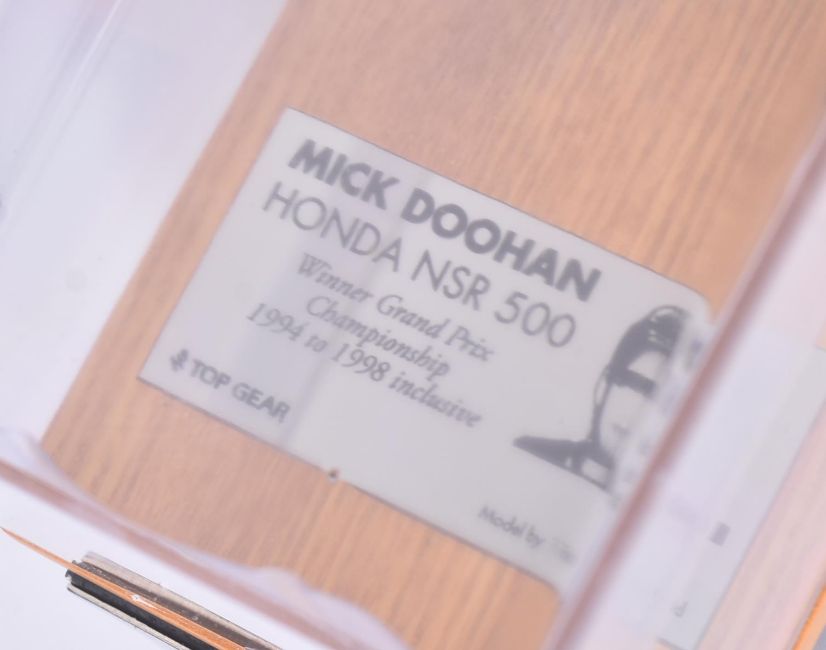 MICK DOOHAN
HONDA NSR 500
Winner Grand Prix
Championship
1994 to 1998 inclusive
TOP GEAR
Model by